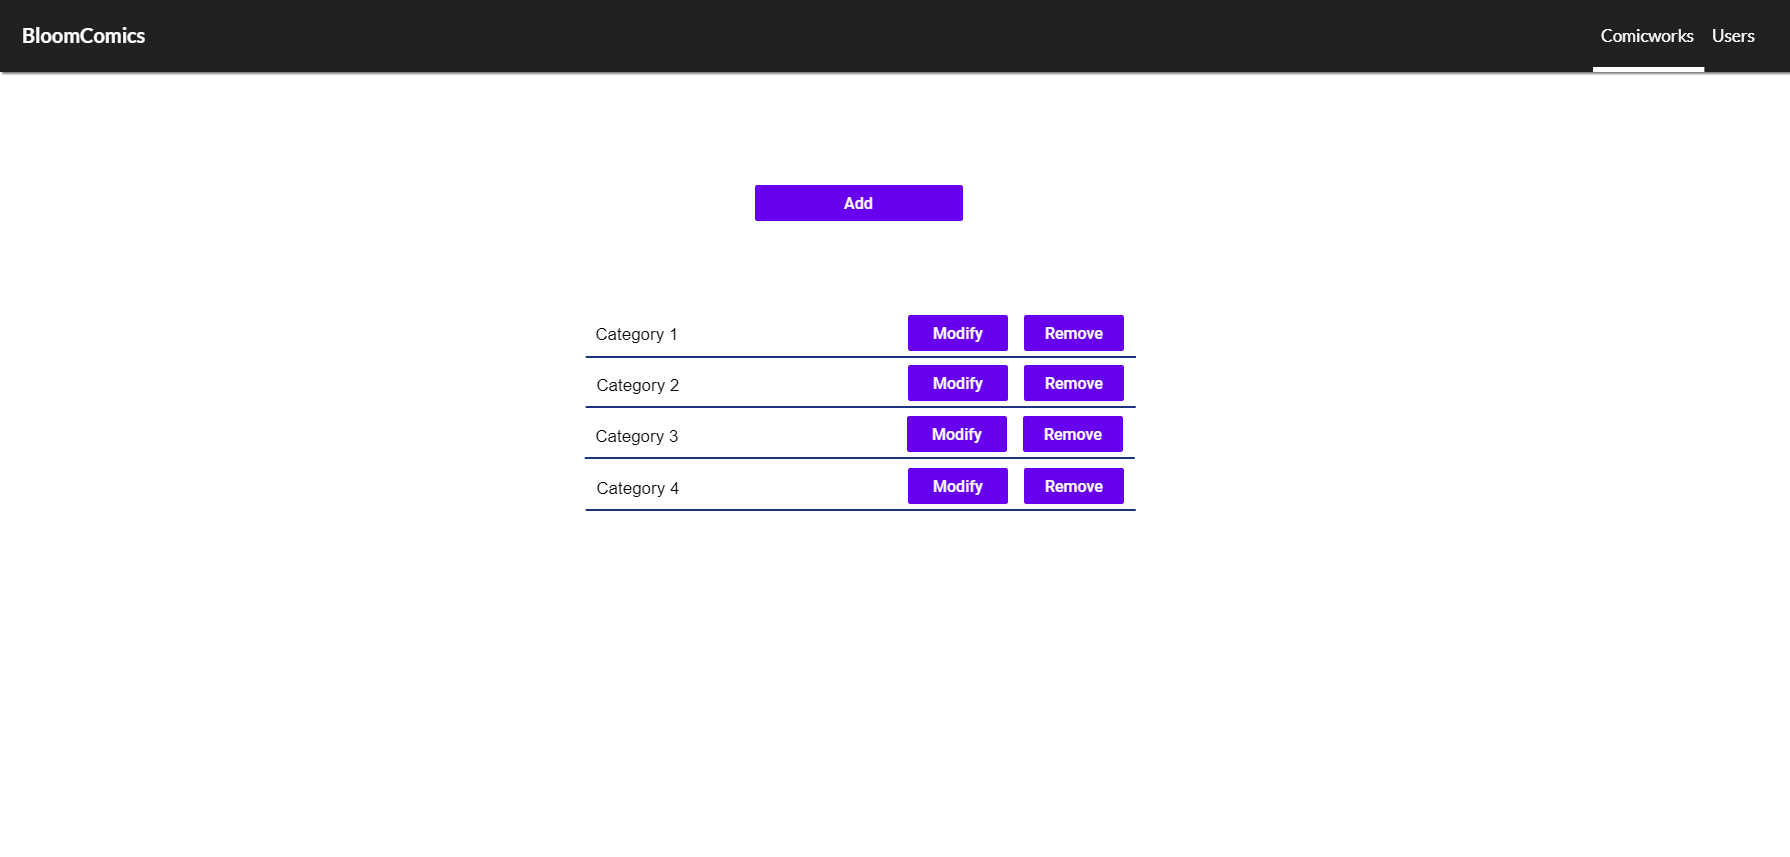 BloomComics Comicworks Users
Add
Category 1 Modify Remove
Category 2 Modify Remove
Category 3 Modify Remove
Category 4 Modify Remove